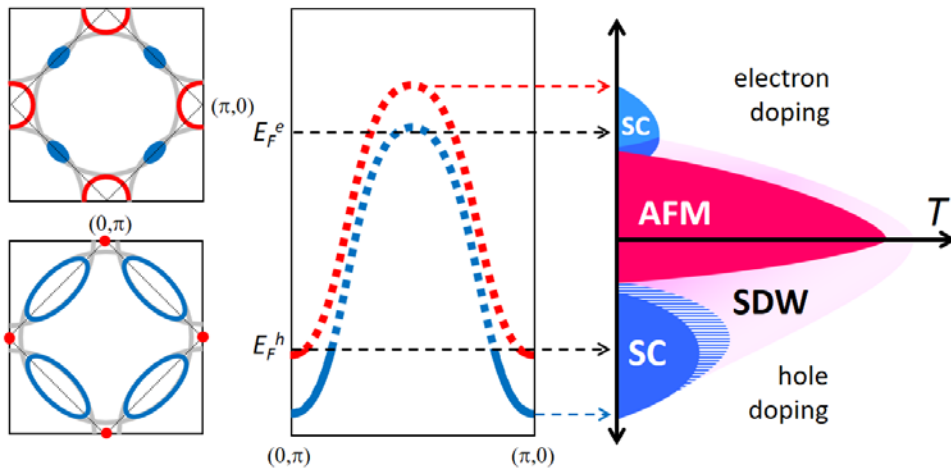 (π,0)
(0,π)
E_F^e
E_F^h
(0,π)
(π,0)
electron
doping
SC
AFM
T
SDW
SC
hole
doping